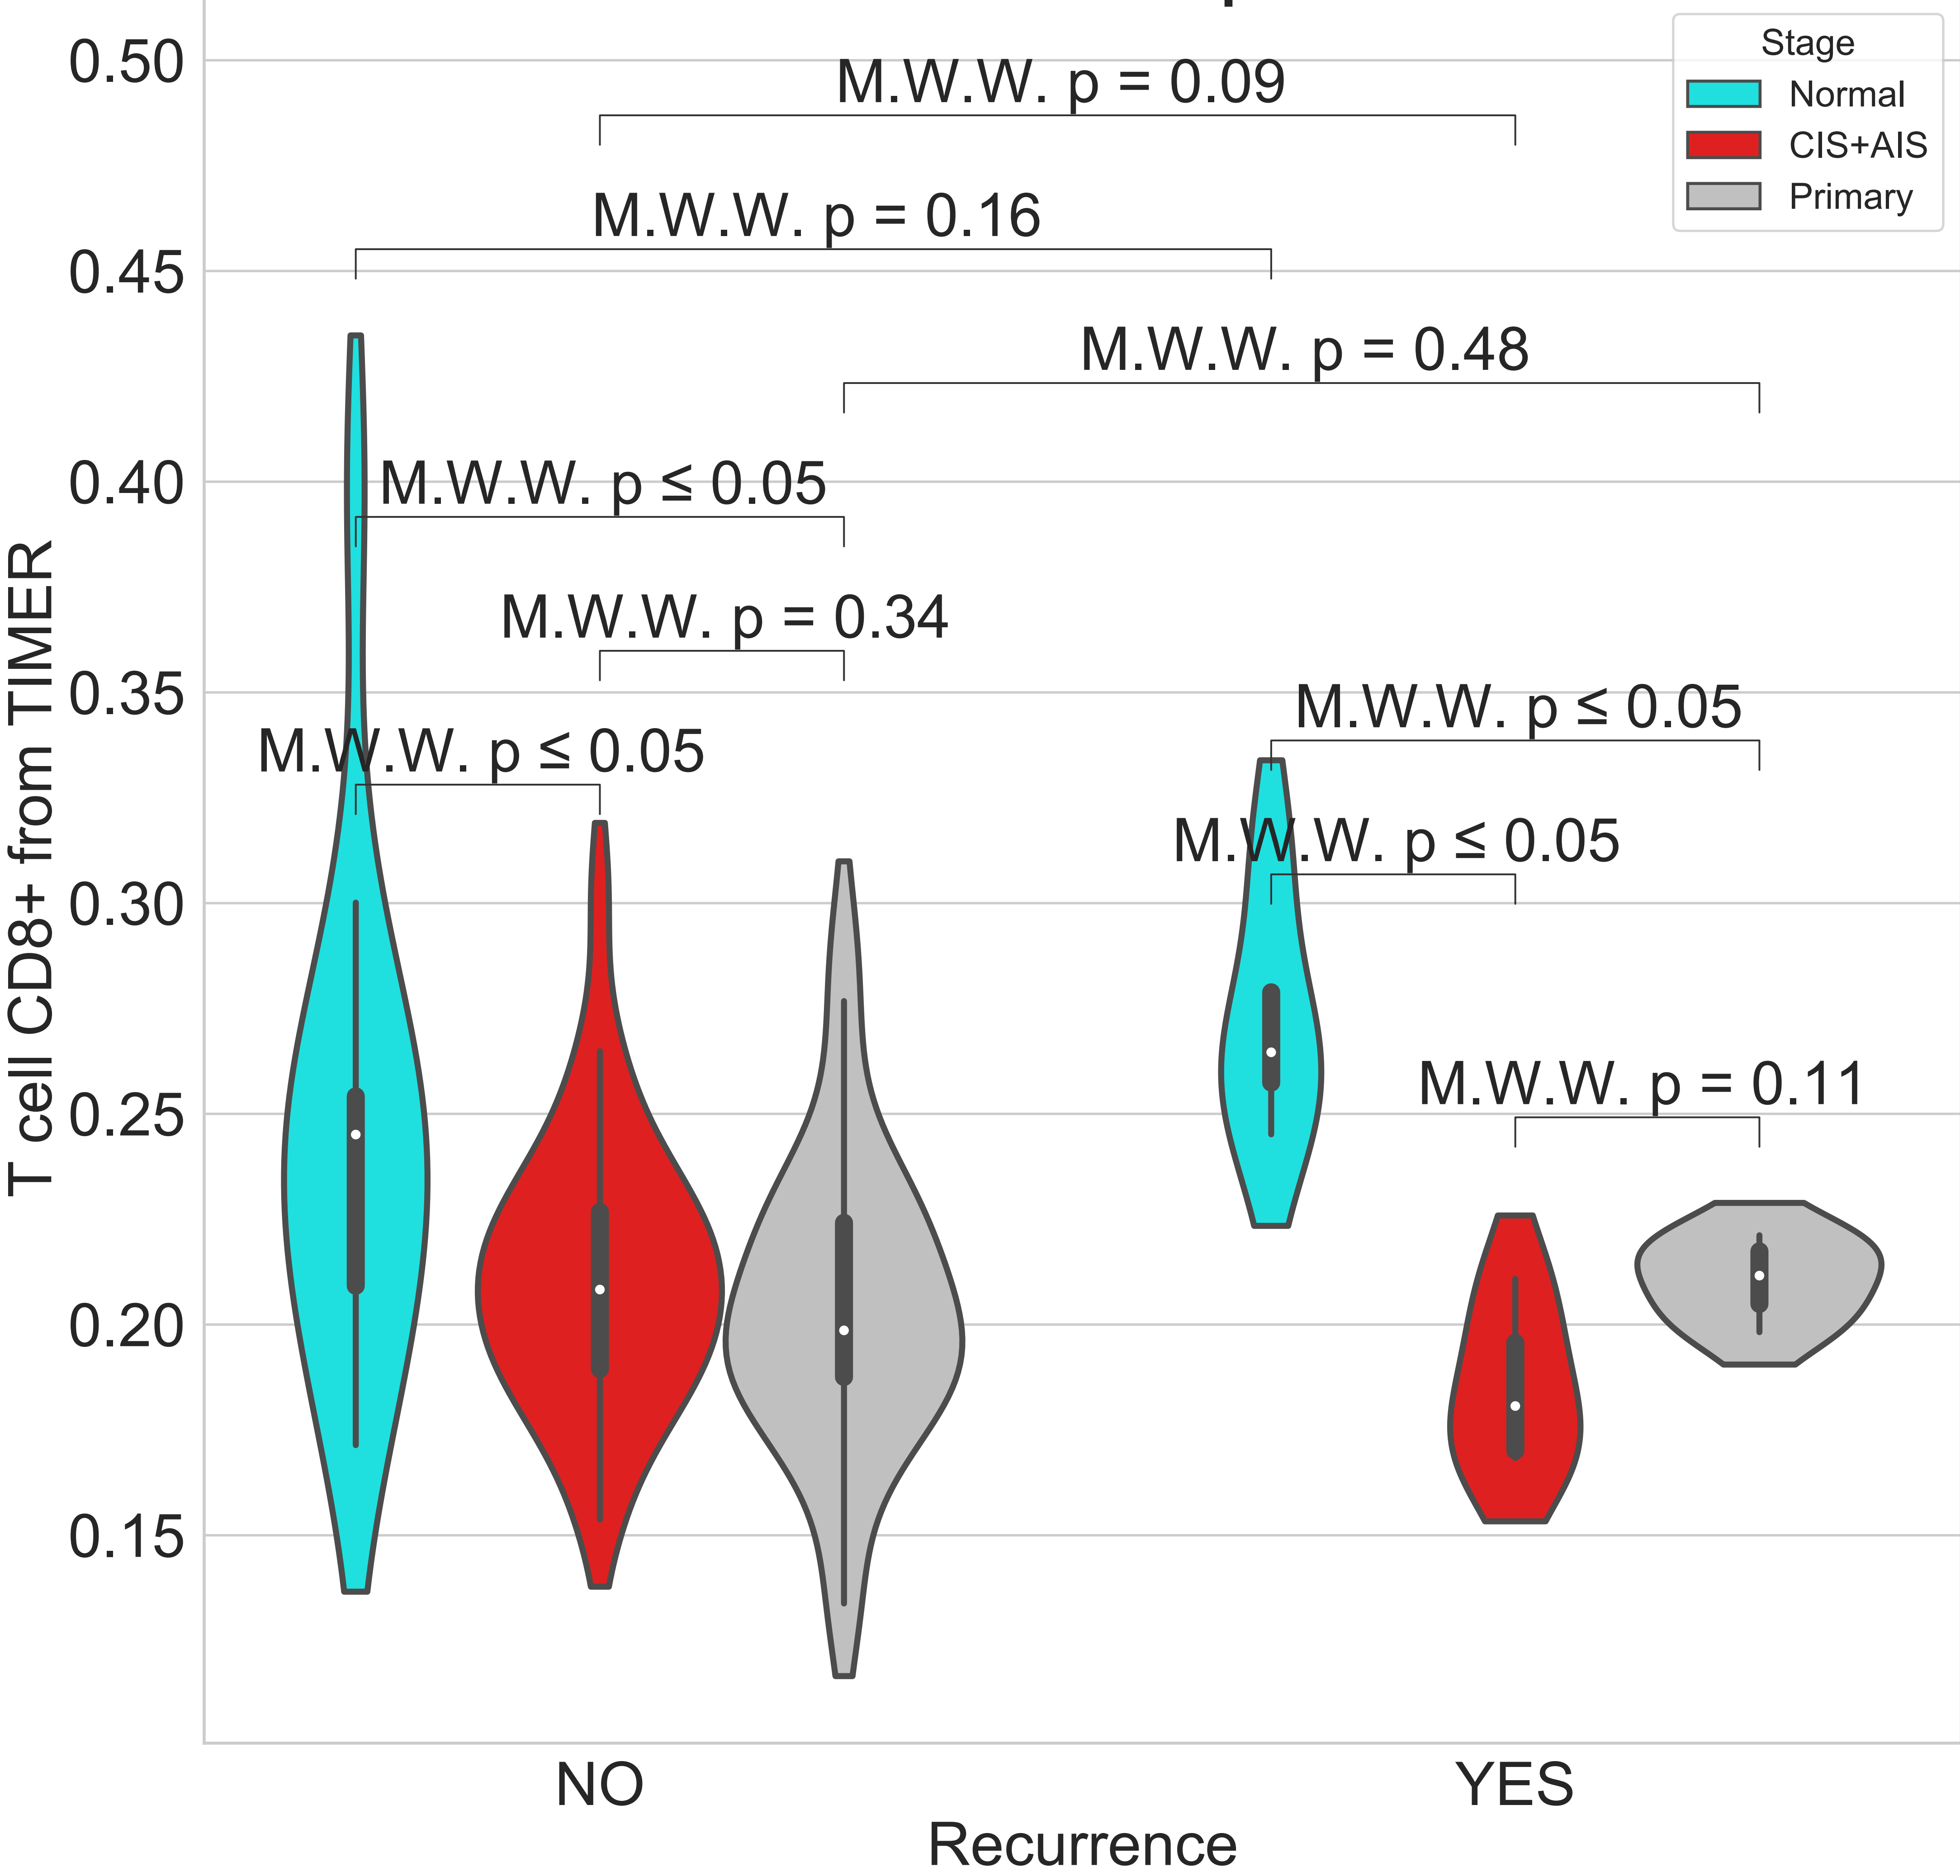 0.50
0.45
0.40
0.35
0.30
0.25
0.20
0.15
T cell CD8+ from TIMER
Stage
Normal
CIS+AIS
Primary
M.W.W. p = 0.09
M.W.W. p = 0.16
M.W.W. p = 0.48
M.W.W. p ≤ 0.05
M.W.W. p = 0.34
M.W.W. p ≤ 0.05
M.W.W. p ≤ 0.05
M.W.W. p ≤ 0.05
M.W.W. p = 0.11
NO
YES
Recurrence